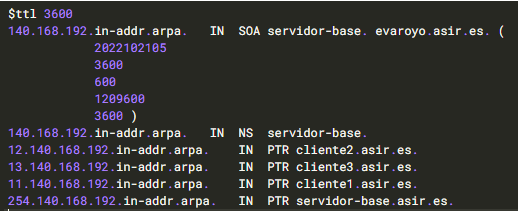 $ttl 3600
140.168.192.in-addr.arpa. IN SOA servidor-base. evaroyo.asir.es. (
2022102105
3600
600
1209600
3600 )
140.168.192.in-addr.arpa. IN NS servidor-base.
12.140.168.192.in-addr.arpa. IN PTR cliente2.asir.es.
13.140.168.192.in-addr.arpa. IN PTR cliente3.asir.es.
11.140.168.192.in-addr.arpa. IN PTR cliente1.asir.es.
254.140.168.192.in-addr.arpa. IN PTR servidor-base.asir.es.